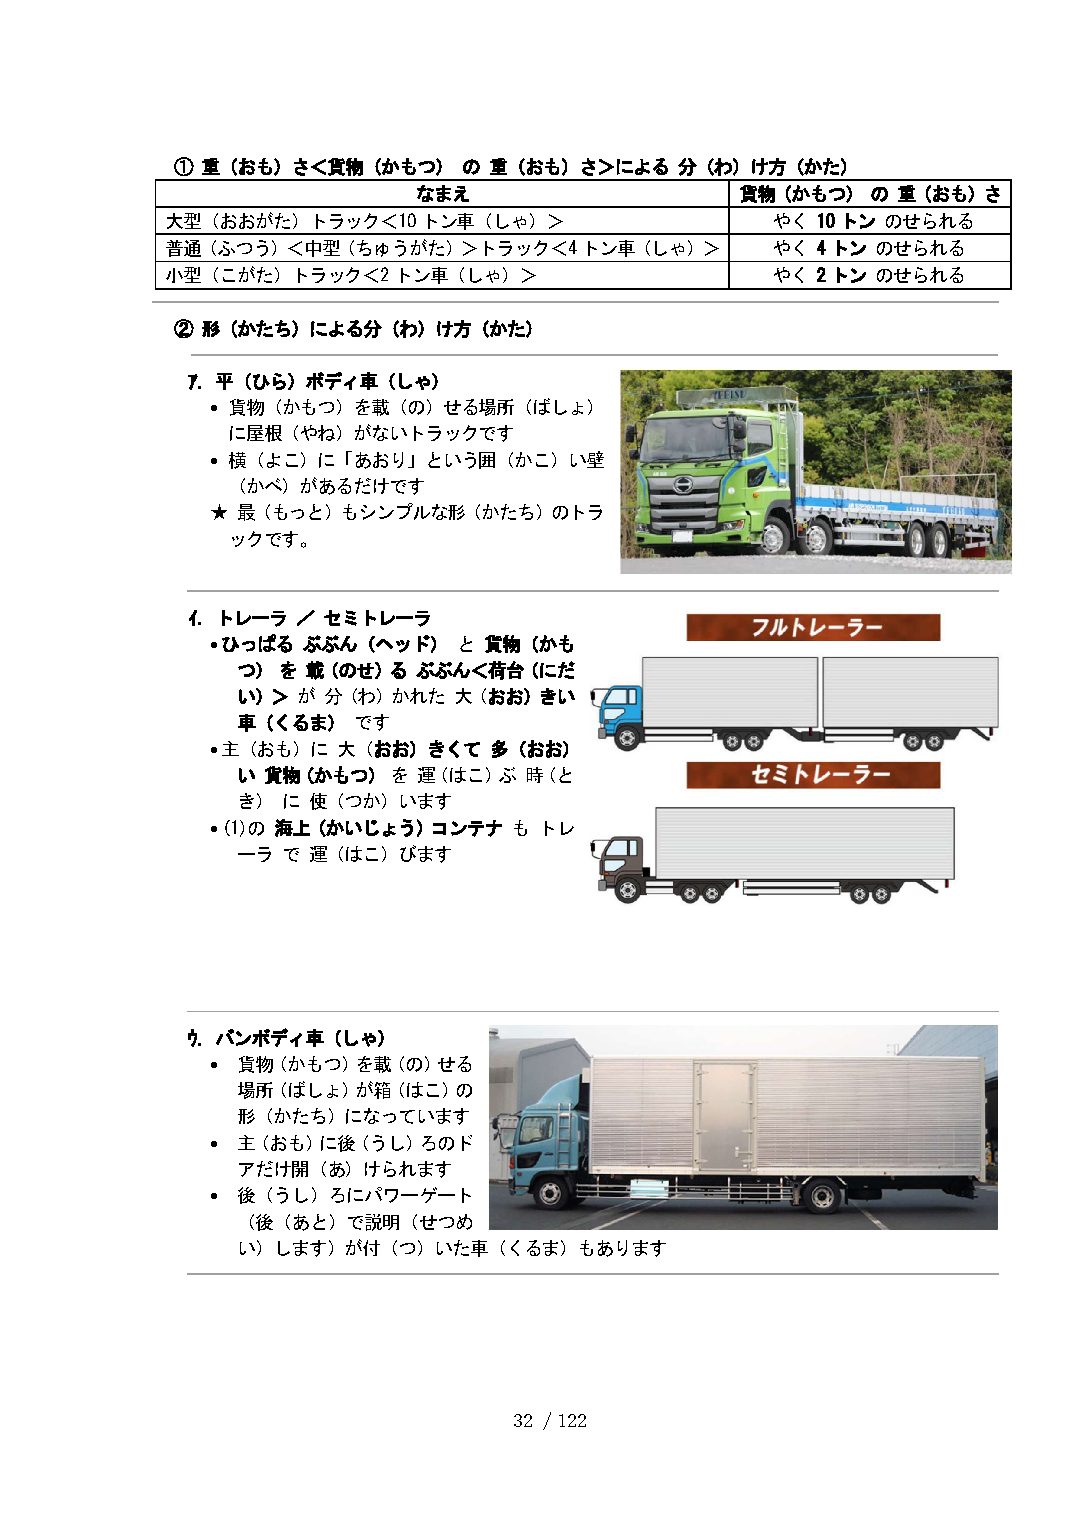 ① 重（おも）さ＜貨物（かもつ） の 重（おも）さ＞による 分（わ）け方（かた）
なまえ 貨物（かもつ） の 重（おも）さ
大型（おおがた）トラック＜10 トン車（しゃ）＞ やく 10 トン のせられる
普通（ふつう）＜中型（ちゅうがた）＞トラック＜4 トン車（しゃ）＞ やく 4 トン のせられる
小型（こがた）トラック＜2 トン車（しゃ）＞ やく 2 トン のせられる
② 形（かたち）による分（わ）け方（かた）
ｱ. 平（ひら）ボディ車（しゃ）
• 貨物（かもつ）を載（の）せる場所（ばしょ）
に屋根（やね）がないトラックです
• 横（よこ）に「あおり」という囲（かこ）い壁
（かべ）があるだけです
★ 最（もっと）もシンプルな形（かたち）のトラ
ックです。
ｲ. トレーラ ／ セミトレーラ
•ひっぱる ぶぶん（ヘッド） と 貨物（かも
つ） を 載（のせ）る ぶぶん＜荷台（にだ
い）＞ が 分（わ）かれた 大（おお）きい
車（くるま） です
•主（おも）に 大（おお）きくて 多（おお）
い 貨物（かもつ） を 運（はこ）ぶ 時（と
き） に 使（つか）います
•(1)の 海上（かいじょう）コンテナ も トレ
ーラ で 運（はこ）びます
フルトレーラー
セミトレーラー
ｳ. バンボディ車（しゃ）
• 貨物（かもつ）を載（の）せる
場所（ばしょ）が箱（はこ）の
形（かたち）になっています
• 主（おも）に後（うし）ろのド
アだけ開（あ）けられます
• 後（うし）ろにパワーゲート
（後（あと）で説明（せつめ
い）します）が付（つ）いた車（くるま）もあります
32 / 122